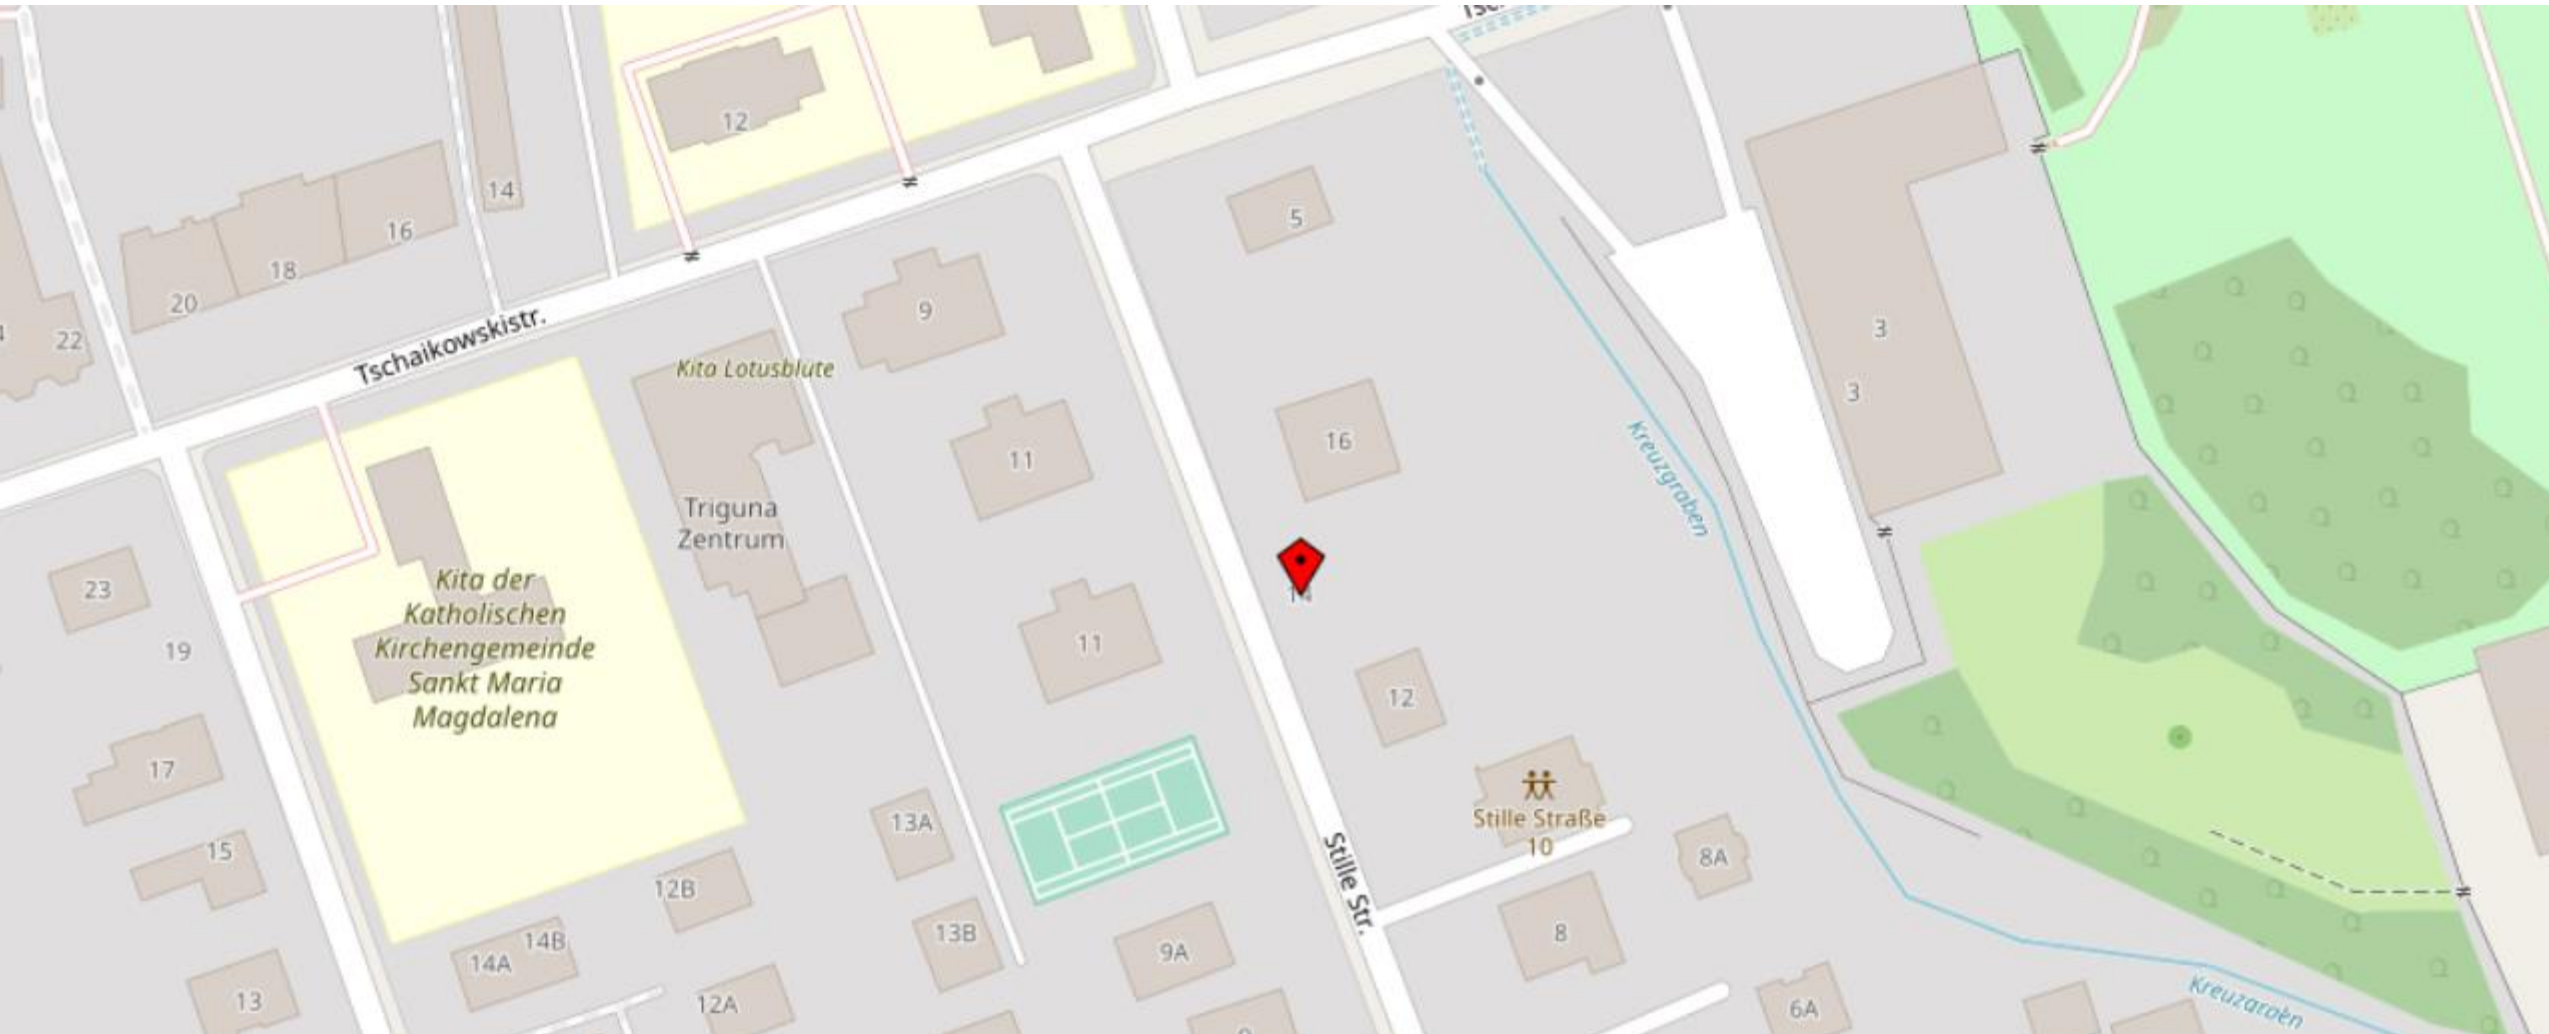 12
14
5
16
18
20
22
9
3
Tschaikowskistr.
Kita Lotusblüte
3
16
11
Kreuzgraben
Triguna
Zentrum
Kita der
Katholischen
Kirchengemeinde
Sankt Maria
Magdalena
23
19
11
12
17
Stille Straße
10
13A
15
8A
Stille Str.
12B
14B
14A
13B
9A
8
13
12A
6A